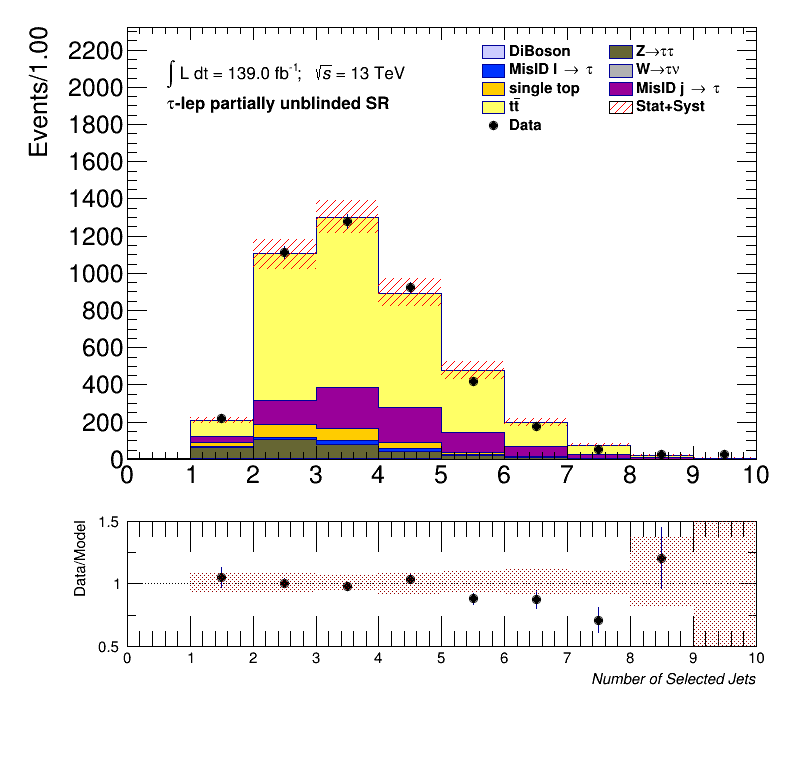 Events/1.00
2200
2000
1800
1600
1400
1200
1000
800
600
400
200
0
∫ L dt = 139.0 fb⁻¹; √s = 13 TeV
τ-lep partially unblinded SR
DiBoson
MisID l → τ
single top
tt̄
Data
Z→ττ
W→τν
MisID j → τ
Stat+Syst
0 1 2 3 4 5 6 7 8 9 10
Data/Model
1.5
1
0.5
0 1 2 3 4 5 6 7 8 9 10
Number of Selected Jets